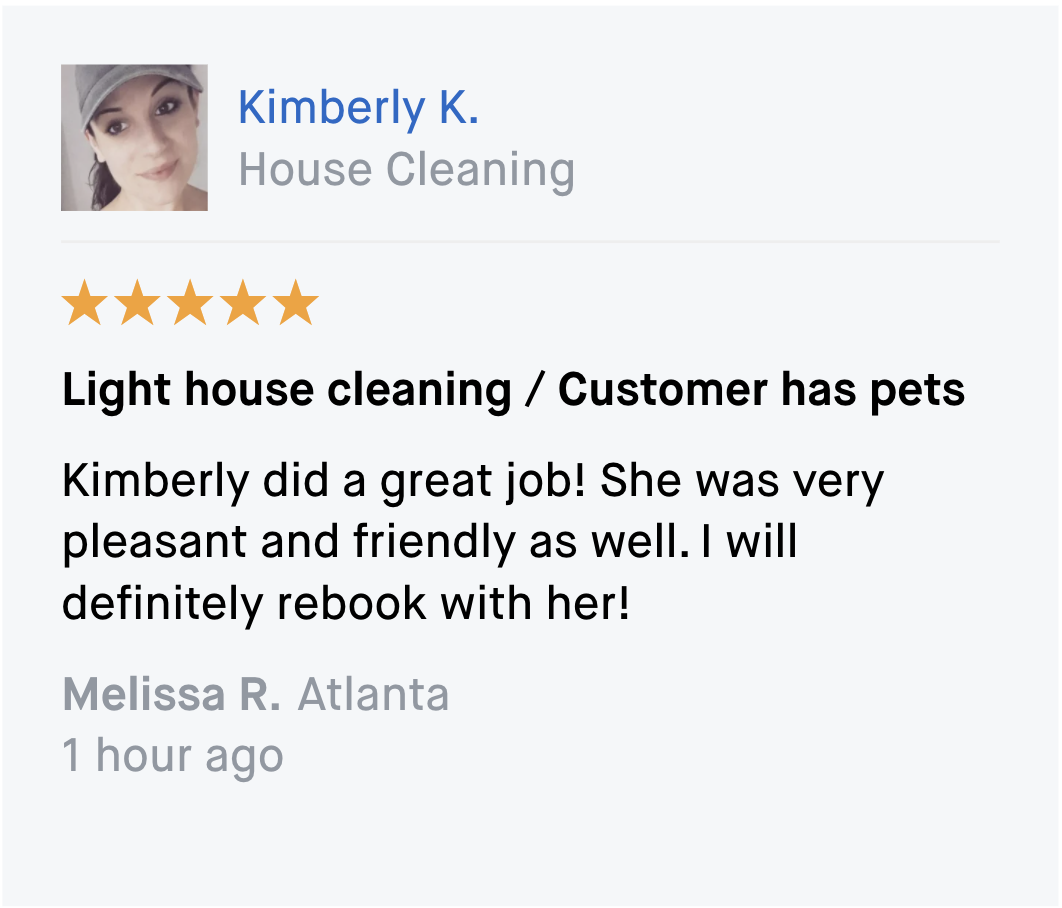 Kimberly K.
House Cleaning
★★★★★
Light house cleaning / Customer has pets
Kimberly did a great job! She was very
pleasant and friendly as well. I will
definitely rebook with her!
Melissa R. Atlanta
1 hour ago